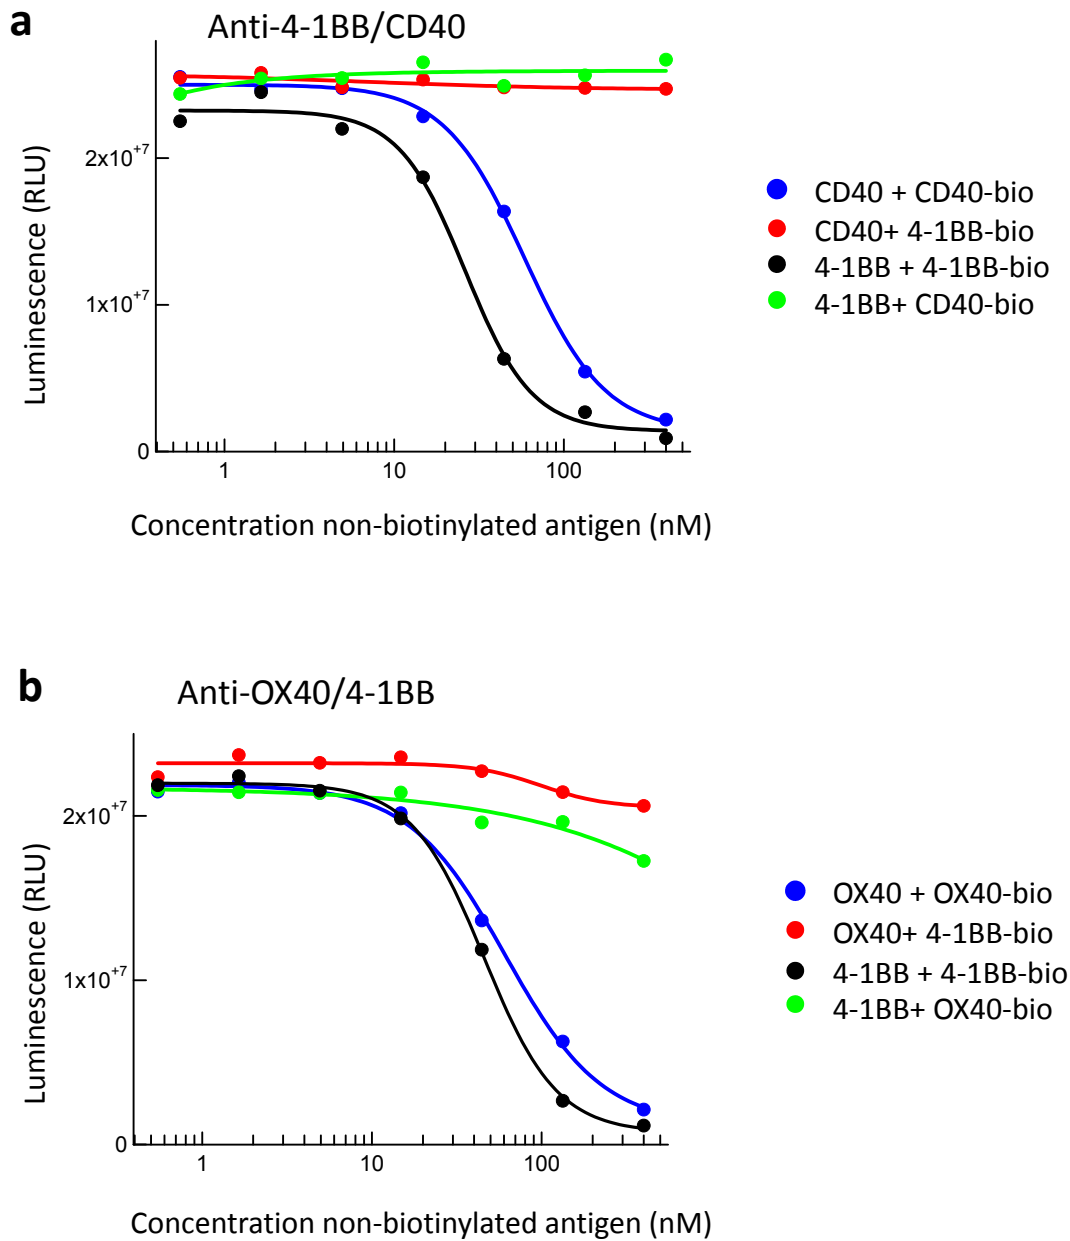 a
Anti-4-1BB/CD40
Luminescence (RLU)
2x10+7
1x10+7
0
1 10 100
Concentration non-biotinylated antigen (nM)
CD40 + CD40-bio
CD40+ 4-1BB-bio
4-1BB + 4-1BB-bio
4-1BB+ CD40-bio
b
Anti-OX40/4-1BB
Luminescence (RLU)
2x10+7
1x10+7
0
1 10 100
Concentration non-biotinylated antigen (nM)
OX40 + OX40-bio
OX40+ 4-1BB-bio
4-1BB + 4-1BB-bio
4-1BB+ OX40-bio